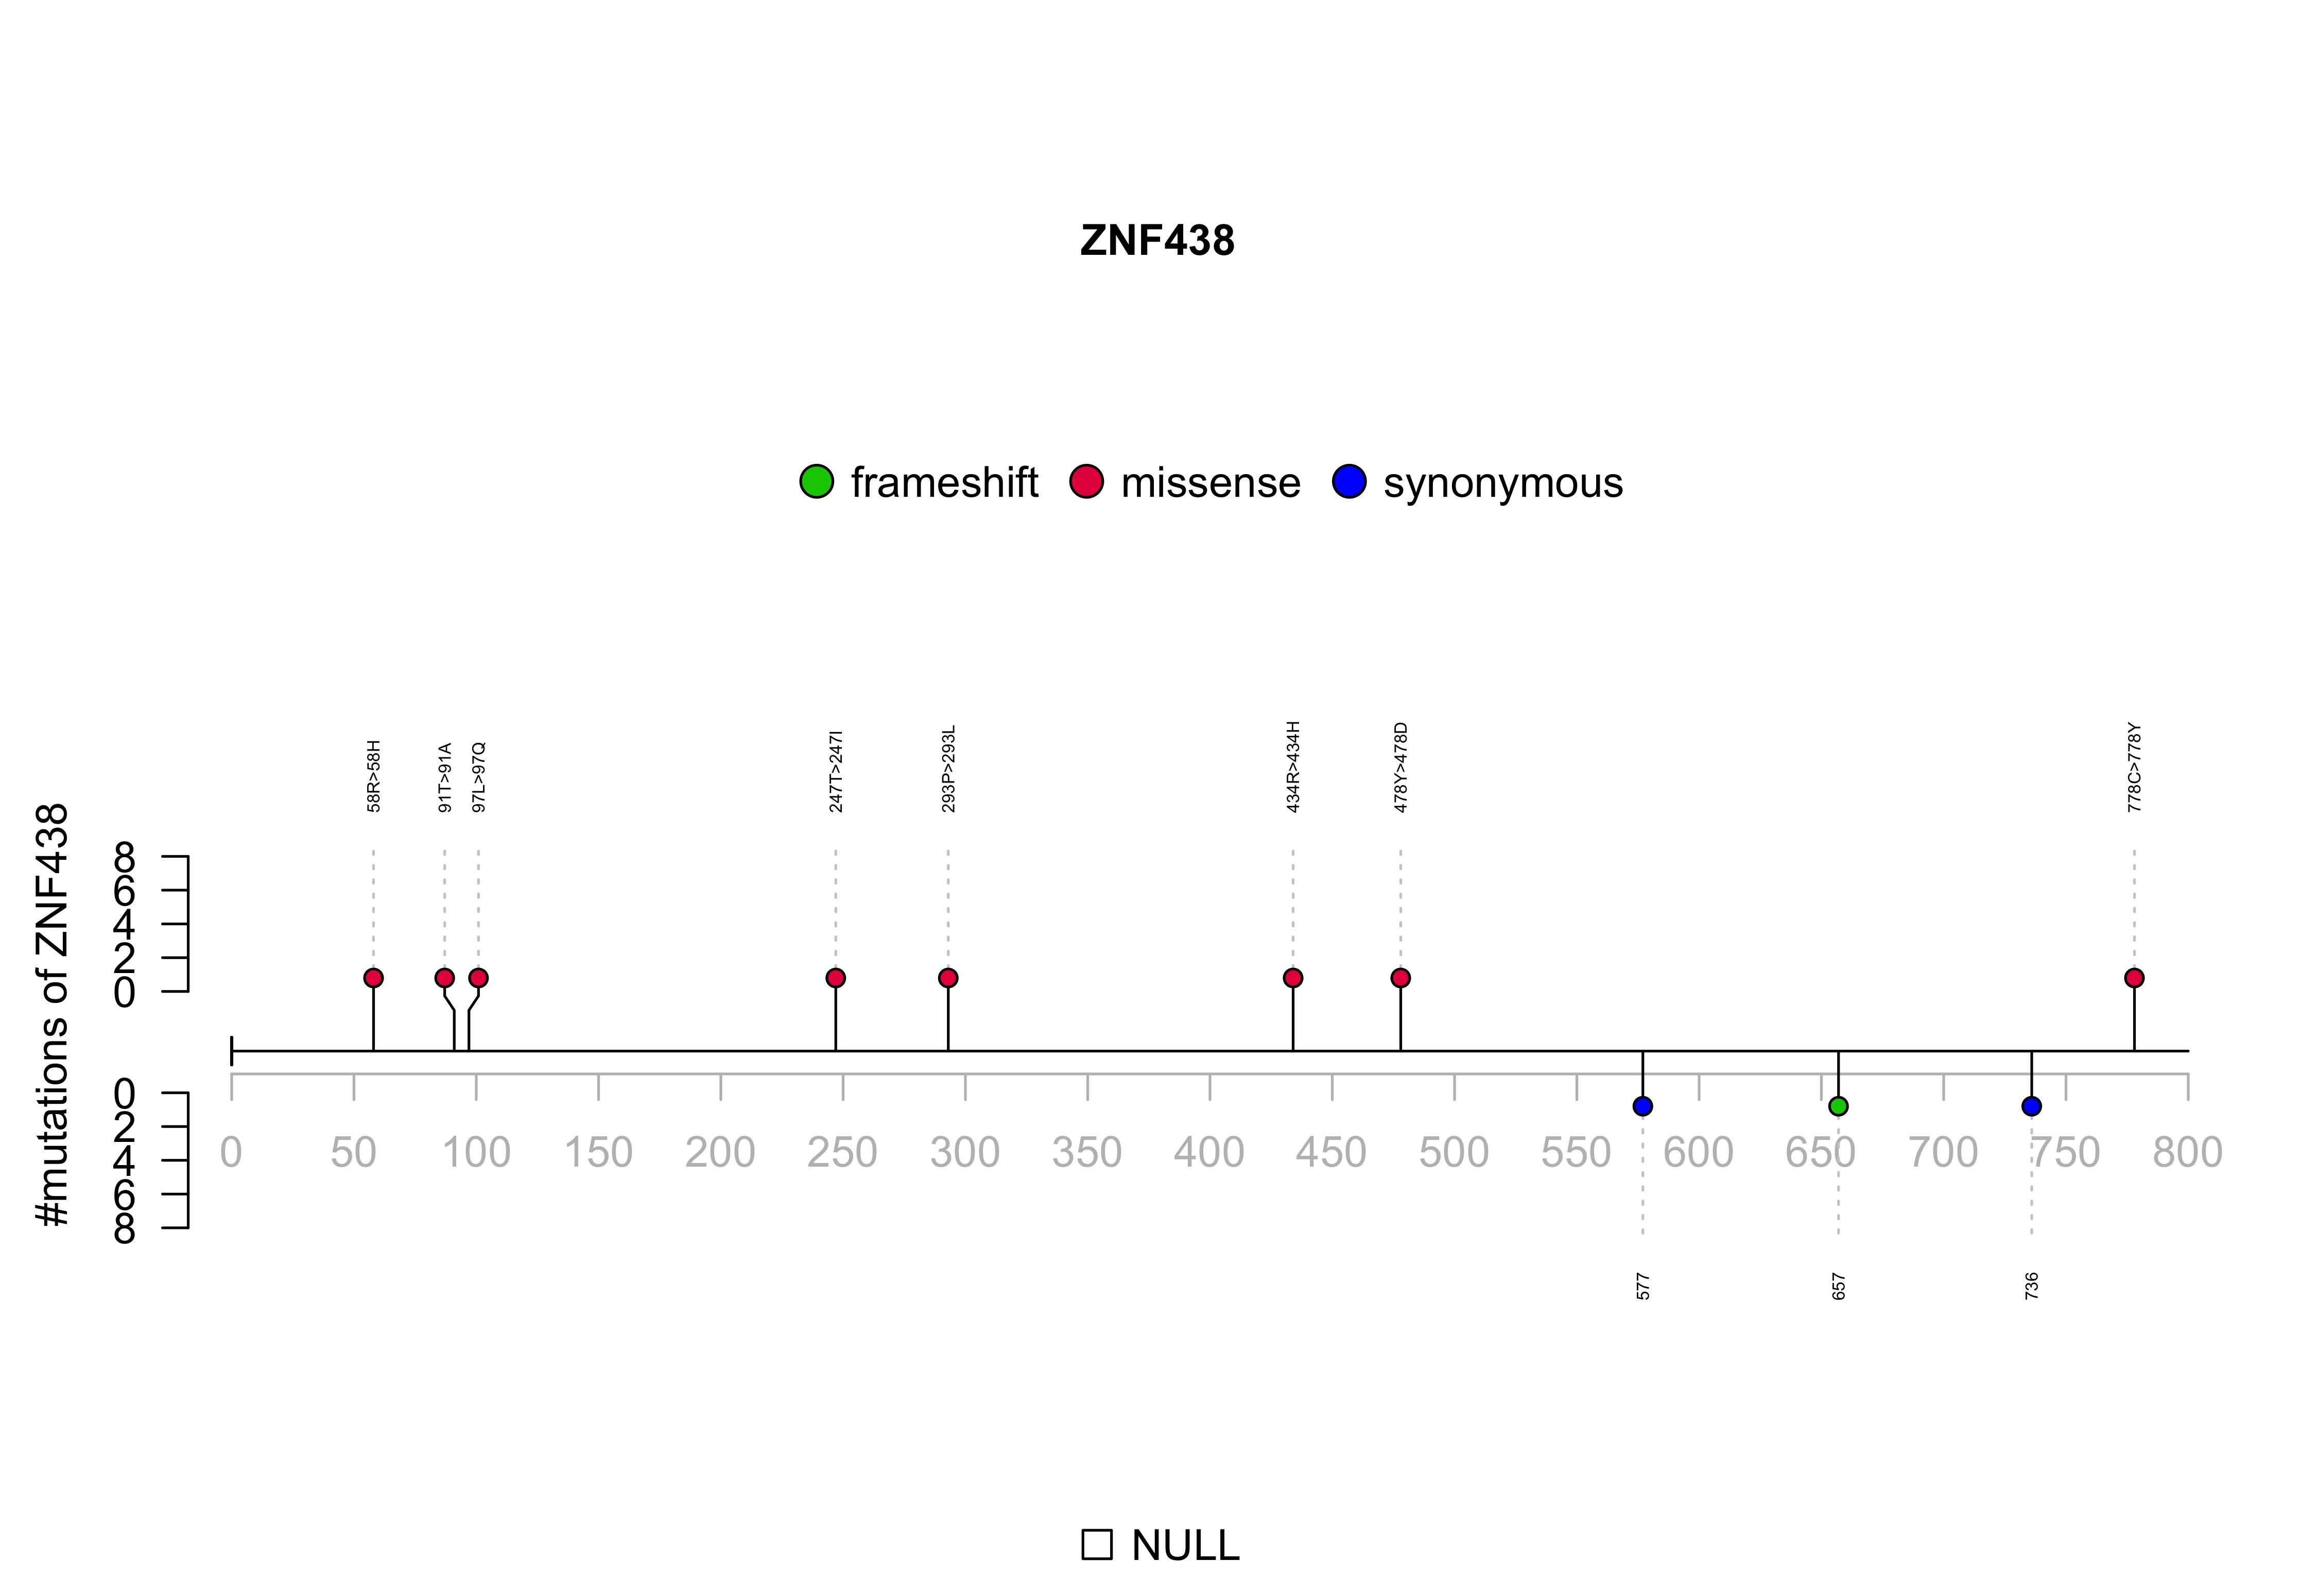 ZNF438
frameshift missense synonymous
58R>58H
91T>91A
97L>97Q
247T>247I
293P>293L
434R>434H
478Y>478D
778C>778Y
#mutations of ZNF438
8
6
4
2
0
0
2
4
6
8
0 50 100 150 200 250 300 350 400 450 500 550 600 650 700 750 800
577
657
736
NULL